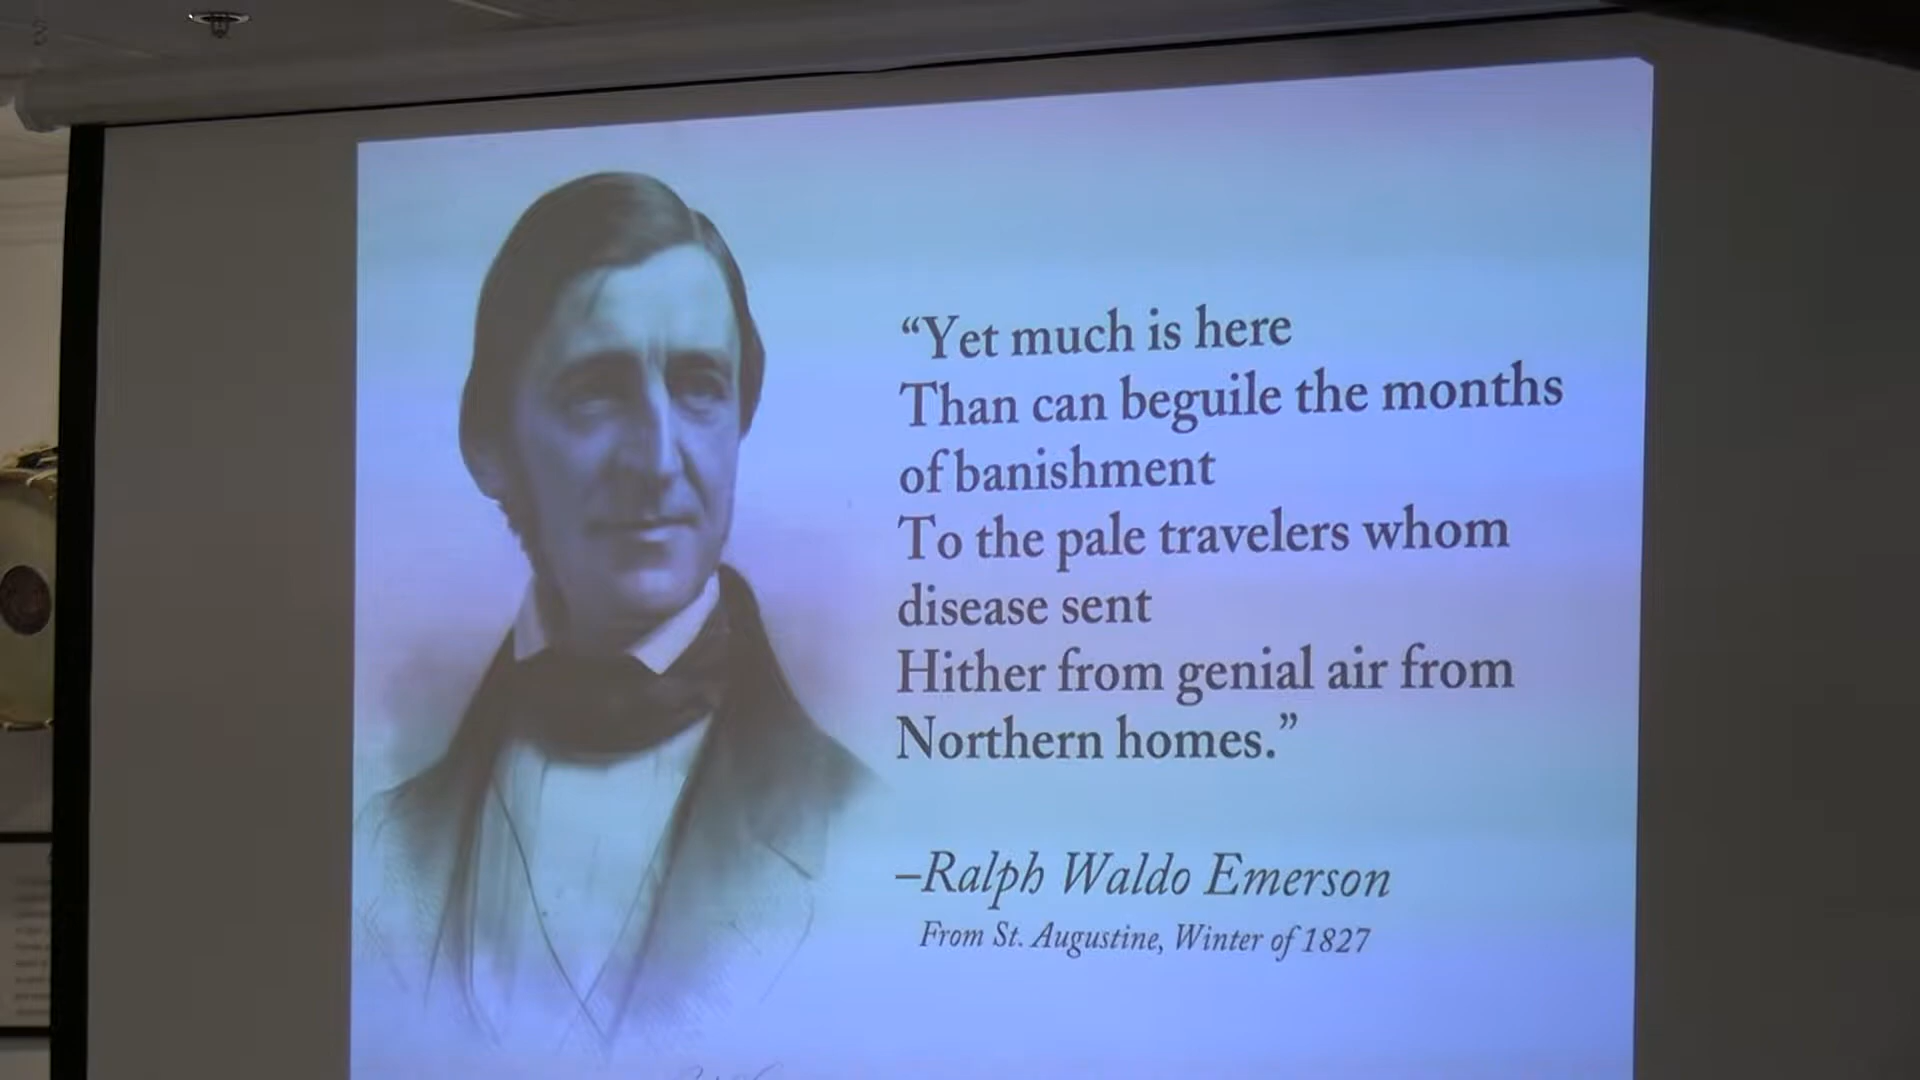 “Yet much is here
Than can beguile the months
of banishment
To the pale travelers whom
disease sent
Hither from genial air from
Northern homes.”
–Ralph Waldo Emerson
From St. Augustine, Winter of 1827